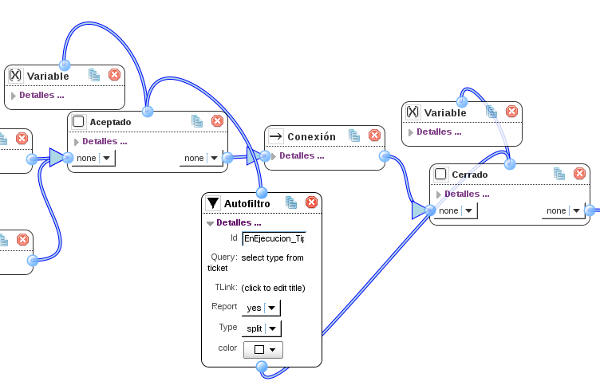 Variable
Detalles ...
Aceptado
Detalles ...
none
none
Conexión
Detalles ...
Variable
Detalles ...
Cerrado
Detalles ...
none
none
Autofiltro
Detalles ...
Id
EnEjecucion_Tip
Query: select type from
ticket
TLink: (click to edit title)
Report yes
Type split
color